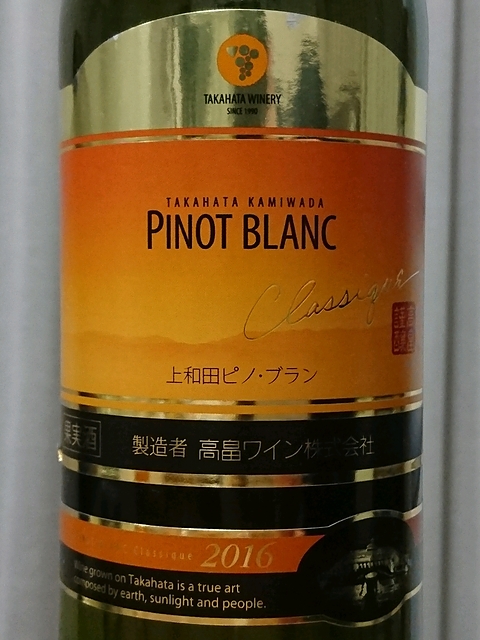 TAKAHATA WINERY
SINCE 1990
TAKAHATA KAMIWADA
PINOT BLANC
Classique
上和田ピノ・ブラン
果実酒
製造者 高畠ワイン株式会社
Classique 2016
Wine grown on Takahata is a true art
composed by earth, sunlight and people.